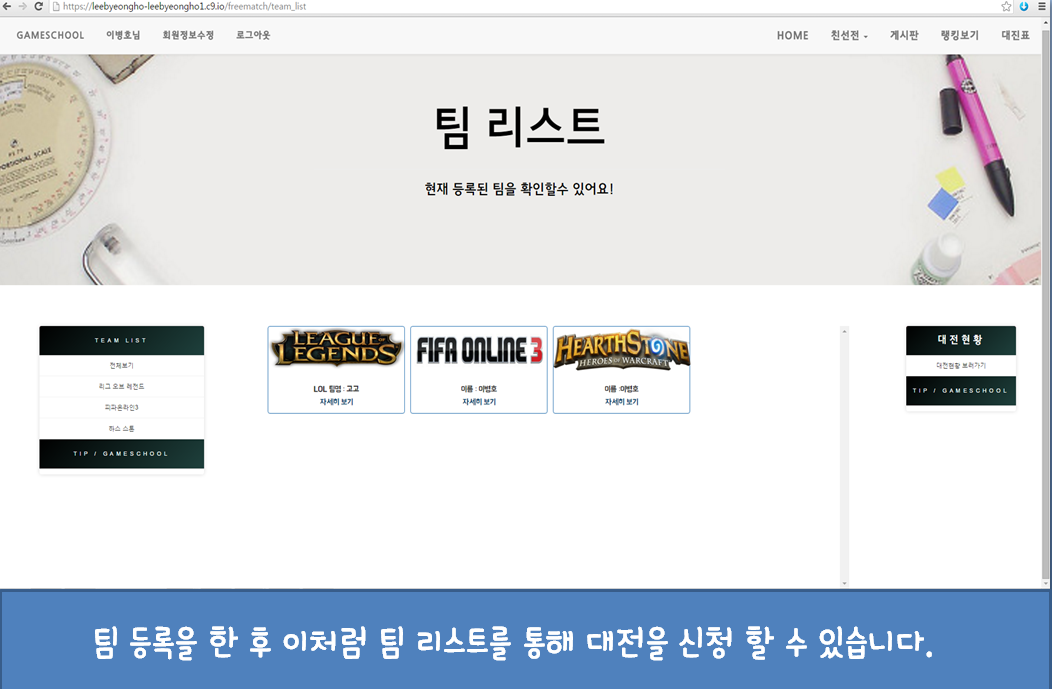 https://leebyeongho-leebyeongho1.c9.io/freematch/team_list
GAMESCHOOL 이병호님 회원정보수정 로그아웃 HOME 친선전 게시판 랭킹보기 대진표
팀 리스트
현재 등록된 팀을 확인할수 있어요!
TEAM LIST
전체보기
리그 오브 레전드
피파온라인3
하스 스톤
TIP / GAMESCHOOL
LEAGUE OF LEGENDS
LOL 팀명 : 고고
자세히 보기
FIFA ONLINE 3
이름 : 이병호
자세히 보기
HEARTHSTONE
HEROES OF WARCRAFT
이름 :이병호
자세히 보기
대전현황
대전현황 보러가기
TIP / GAMESCHOOL
팀 등록을 한 후 이처럼 팀 리스트를 통해 대전을 신청 할 수 있습니다.